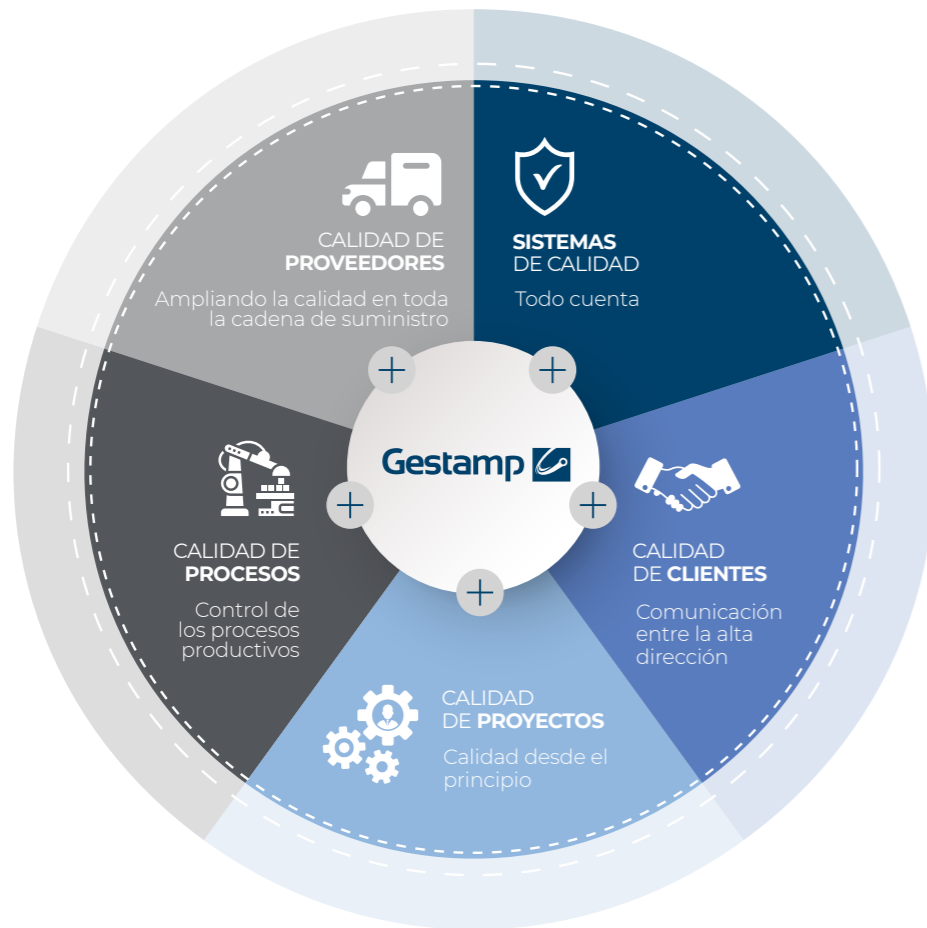 CALIDAD DE
PROVEEDORES
Ampliando la calidad en toda
la cadena de suministro
SISTEMAS
DE CALIDAD
Todo cuenta
Gestamp
CALIDAD DE
PROCESOS
Control de
los procesos
productivos
CALIDAD
DE CLIENTES
Comunicación
entre la alta
dirección
CALIDAD
DE PROYECTOS
Calidad desde el
principio